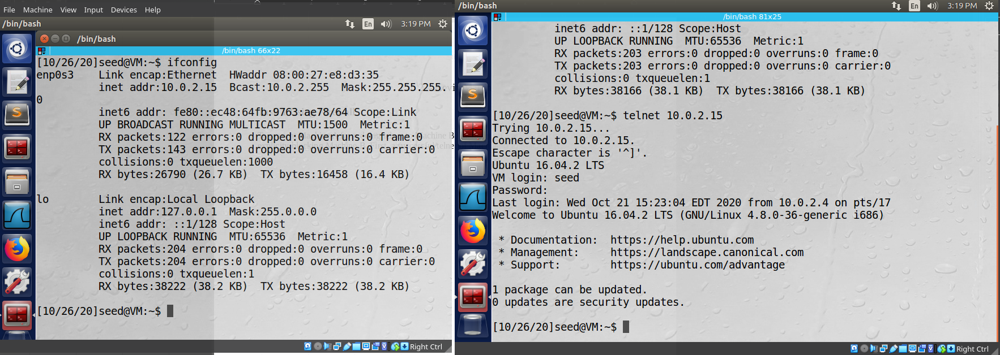 File Machine View Input Devices Help
/bin/bash
En
3:19 PM
/bin/bash
/bin/bash 66x22
[10/26/20]seed@VM:~$ ifconfig
enp0s3 Link encap:Ethernet HWaddr 08:00:27:e8:d3:35
inet addr:10.0.2.15 Bcast:10.0.2.255 Mask:255.255.255.
0
inet6 addr: fe80::ec48:64fb:9763:ae78/64 Scope:Link
UP BROADCAST RUNNING MULTICAST MTU:1500 Metric:1
RX packets:122 errors:0 dropped:0 overruns:0 frame:0
TX packets:143 errors:0 dropped:0 overruns:0 carrier:0
collisions:0 txqueuelen:1000
RX bytes:26790 (26.7 KB) TX bytes:16458 (16.4 KB)
lo Link encap:Local Loopback
inet addr:127.0.0.1 Mask:255.0.0.0
inet6 addr: ::1/128 Scope:Host
UP LOOPBACK RUNNING MTU:65536 Metric:1
RX packets:204 errors:0 dropped:0 overruns:0 frame:0
TX packets:204 errors:0 dropped:0 overruns:0 carrier:0
collisions:0 txqueuelen:1
RX bytes:38222 (38.2 KB) TX bytes:38222 (38.2 KB)
[10/26/20]seed@VM:~$
Right Ctrl
/bin/bash
En
3:19 PM
/bin/bash 81x25
inet6 addr: ::1/128 Scope:Host
UP LOOPBACK RUNNING MTU:65536 Metric:1
RX packets:203 errors:0 dropped:0 overruns:0 frame:0
TX packets:203 errors:0 dropped:0 overruns:0 carrier:0
collisions:0 txqueuelen:1
RX bytes:38166 (38.1 KB) TX bytes:38166 (38.1 KB)
[10/26/20]seed@VM:~$ telnet 10.0.2.15
Trying 10.0.2.15...
Connected to 10.0.2.15.
Escape character is '^]'.
Ubuntu 16.04.2 LTS
VM login: seed
Password:
Last login: Wed Oct 21 15:23:04 EDT 2020 from 10.0.2.4 on pts/17
Welcome to Ubuntu 16.04.2 LTS (GNU/Linux 4.8.0-36-generic i686)
* Documentation: https://help.ubuntu.com
* Management: https://landscape.canonical.com
* Support: https://ubuntu.com/advantage
1 package can be updated.
0 updates are security updates.
[10/26/20]seed@VM:~$
Right Ctrl